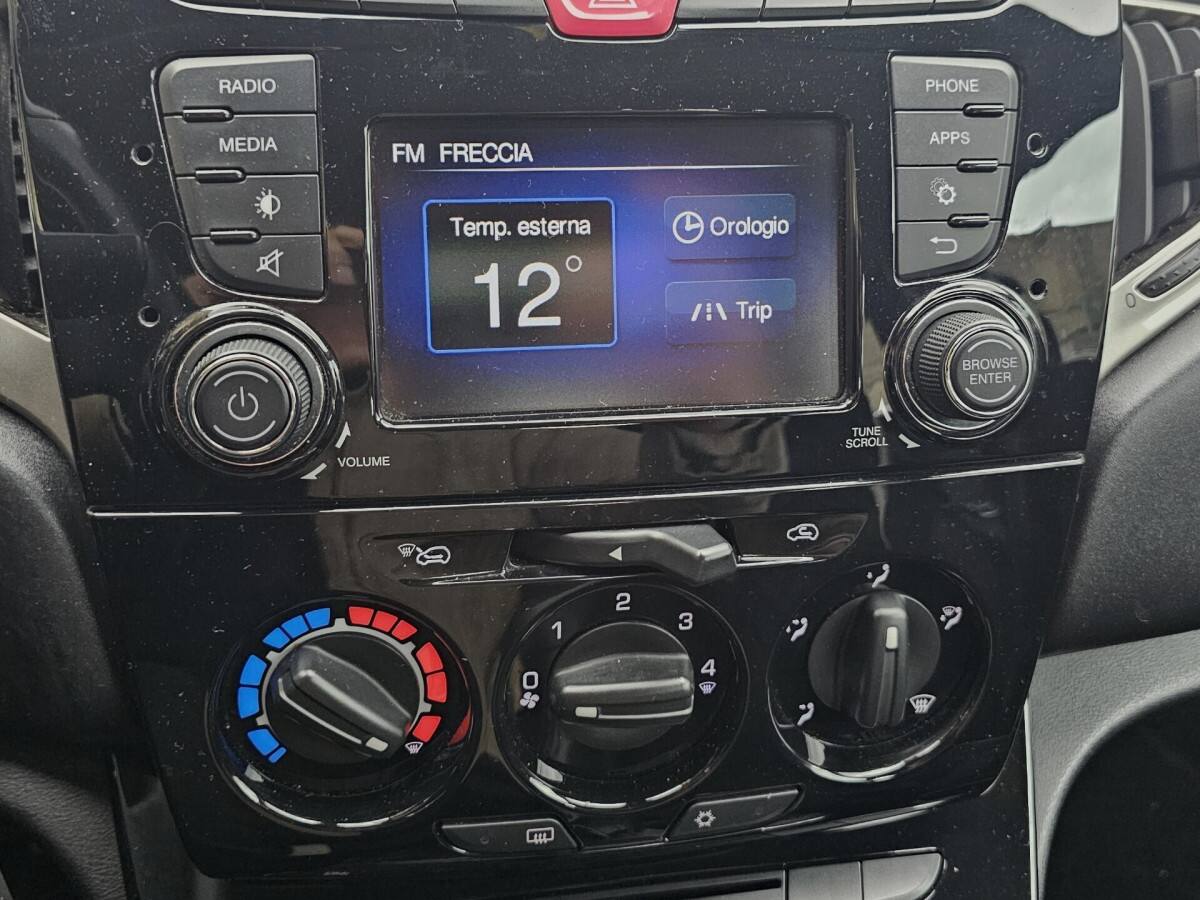 RADIO
MEDIA
PHONE
APPS
FM FRECCIA
Temp. esterna
12°
Orologio
Trip
VOLUME
BROWSE
ENTER
TUNE
SCROLL
0
1
2
3
4
0